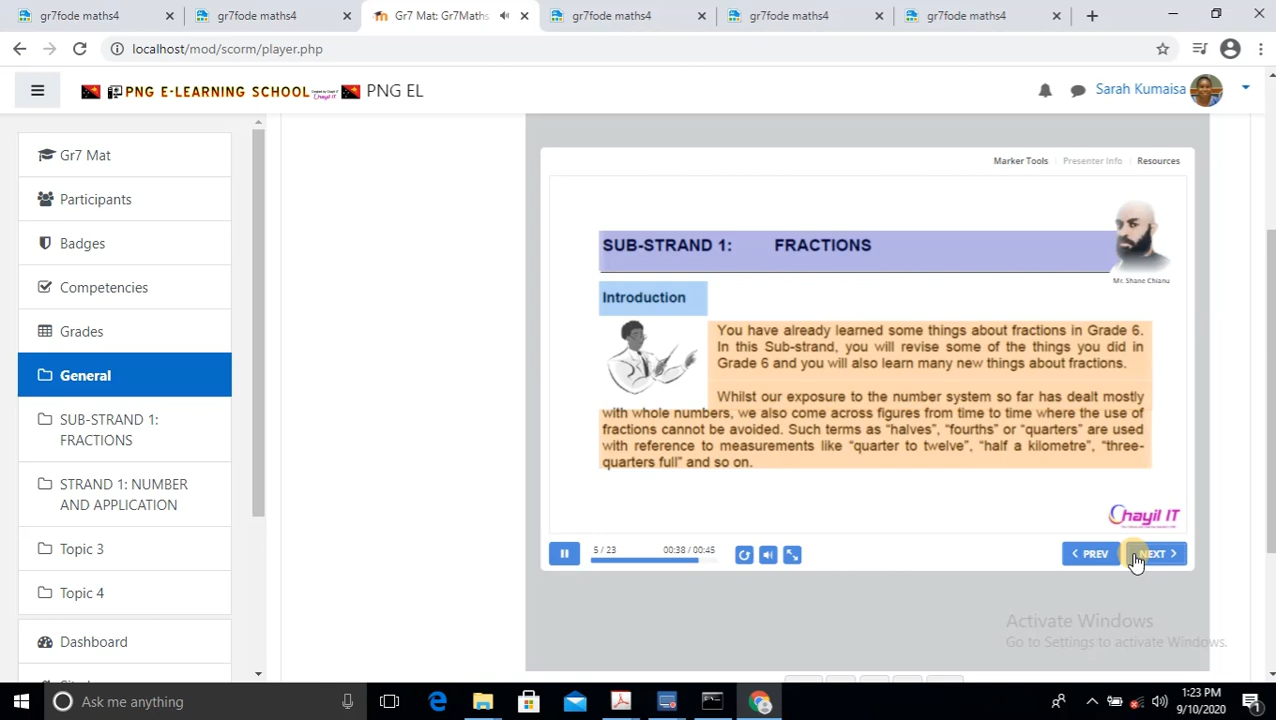 gr7fode maths4
gr7fode maths4
Gr7 Mat: Gr7Maths
gr7fode maths4
gr7fode maths4
gr7fode maths4
localhost/mod/scorm/player.php
PNG E-LEARNING SCHOOL
Chayil IT
PNG EL
Sarah Kumaisa
Gr7 Mat
Participants
Badges
Competencies
Grades
General
SUB-STRAND 1:
FRACTIONS
STRAND 1: NUMBER
AND APPLICATION
Topic 3
Topic 4
Dashboard
Marker Tools
Presenter Info
Resources
SUB-STRAND 1: FRACTIONS
Mr. Shane Chianu
Introduction
You have already learned some things about fractions in Grade 6.
In this Sub-strand, you will revise some of the things you did in
Grade 6 and you will also learn many new things about fractions.
Whilst our exposure to the number system so far has dealt mostly
with whole numbers, we also come across figures from time to time where the use of
fractions cannot be avoided. Such terms as “halves”, “fourths” or “quarters” are used
with reference to measurements like “quarter to twelve”, “half a kilometre”, “three-
quarters full” and so on.
Chayil IT
5 / 23
00:38 / 00:45
PREV
NEXT
Activate Windows
Go to Settings to activate Windows.
Ask me anything
1:23 PM
9/10/2020
1